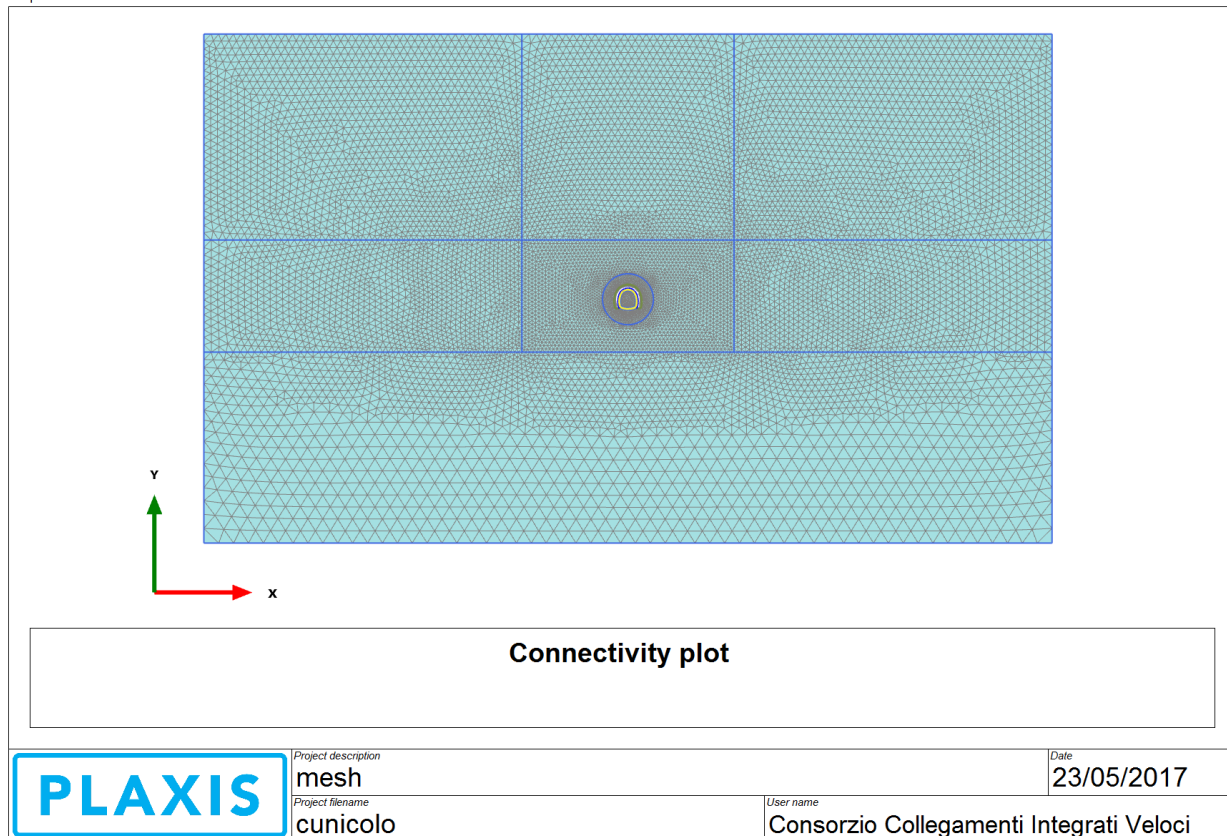 Y
X
Connectivity plot
PLAXIS
Project description
mesh
Date
23/05/2017
Project filename
cunicolo
User name
Consorzio Collegamenti Integrati Veloci